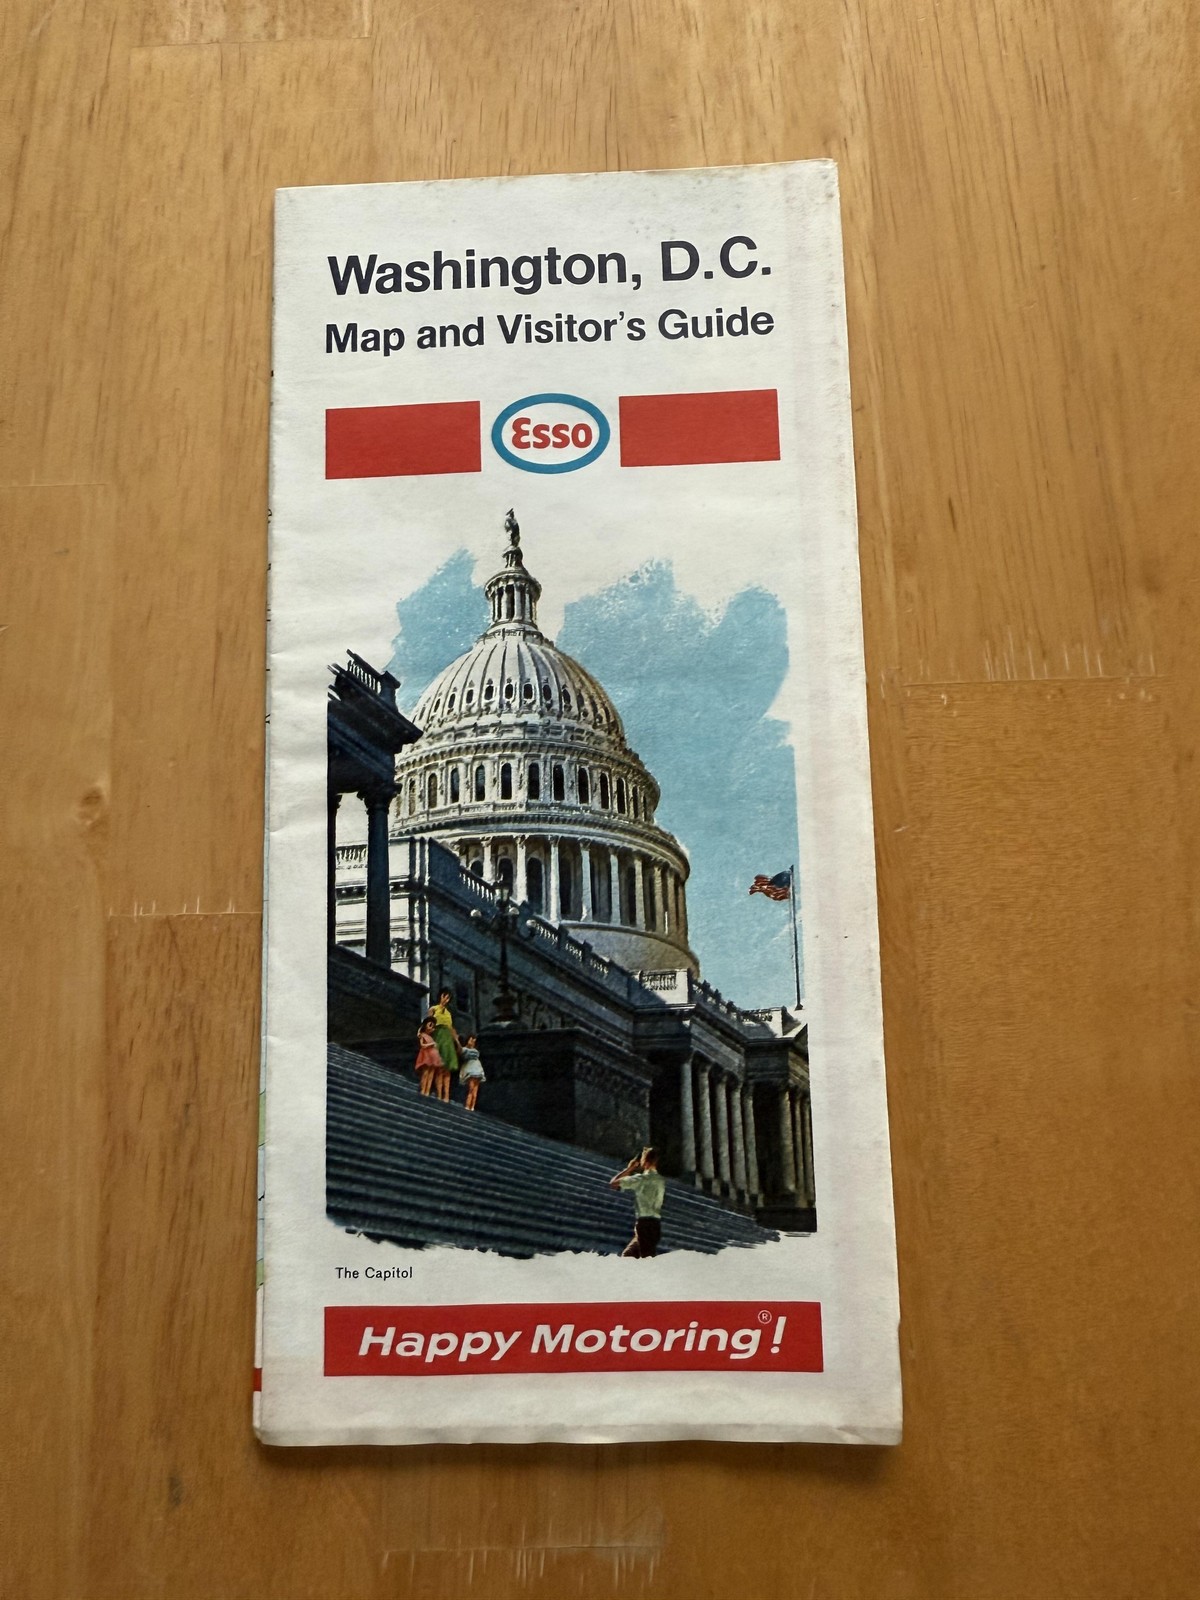 Washington, D.C.
Map and Visitor's Guide
Esso
The Capitol
Happy Motoring®!